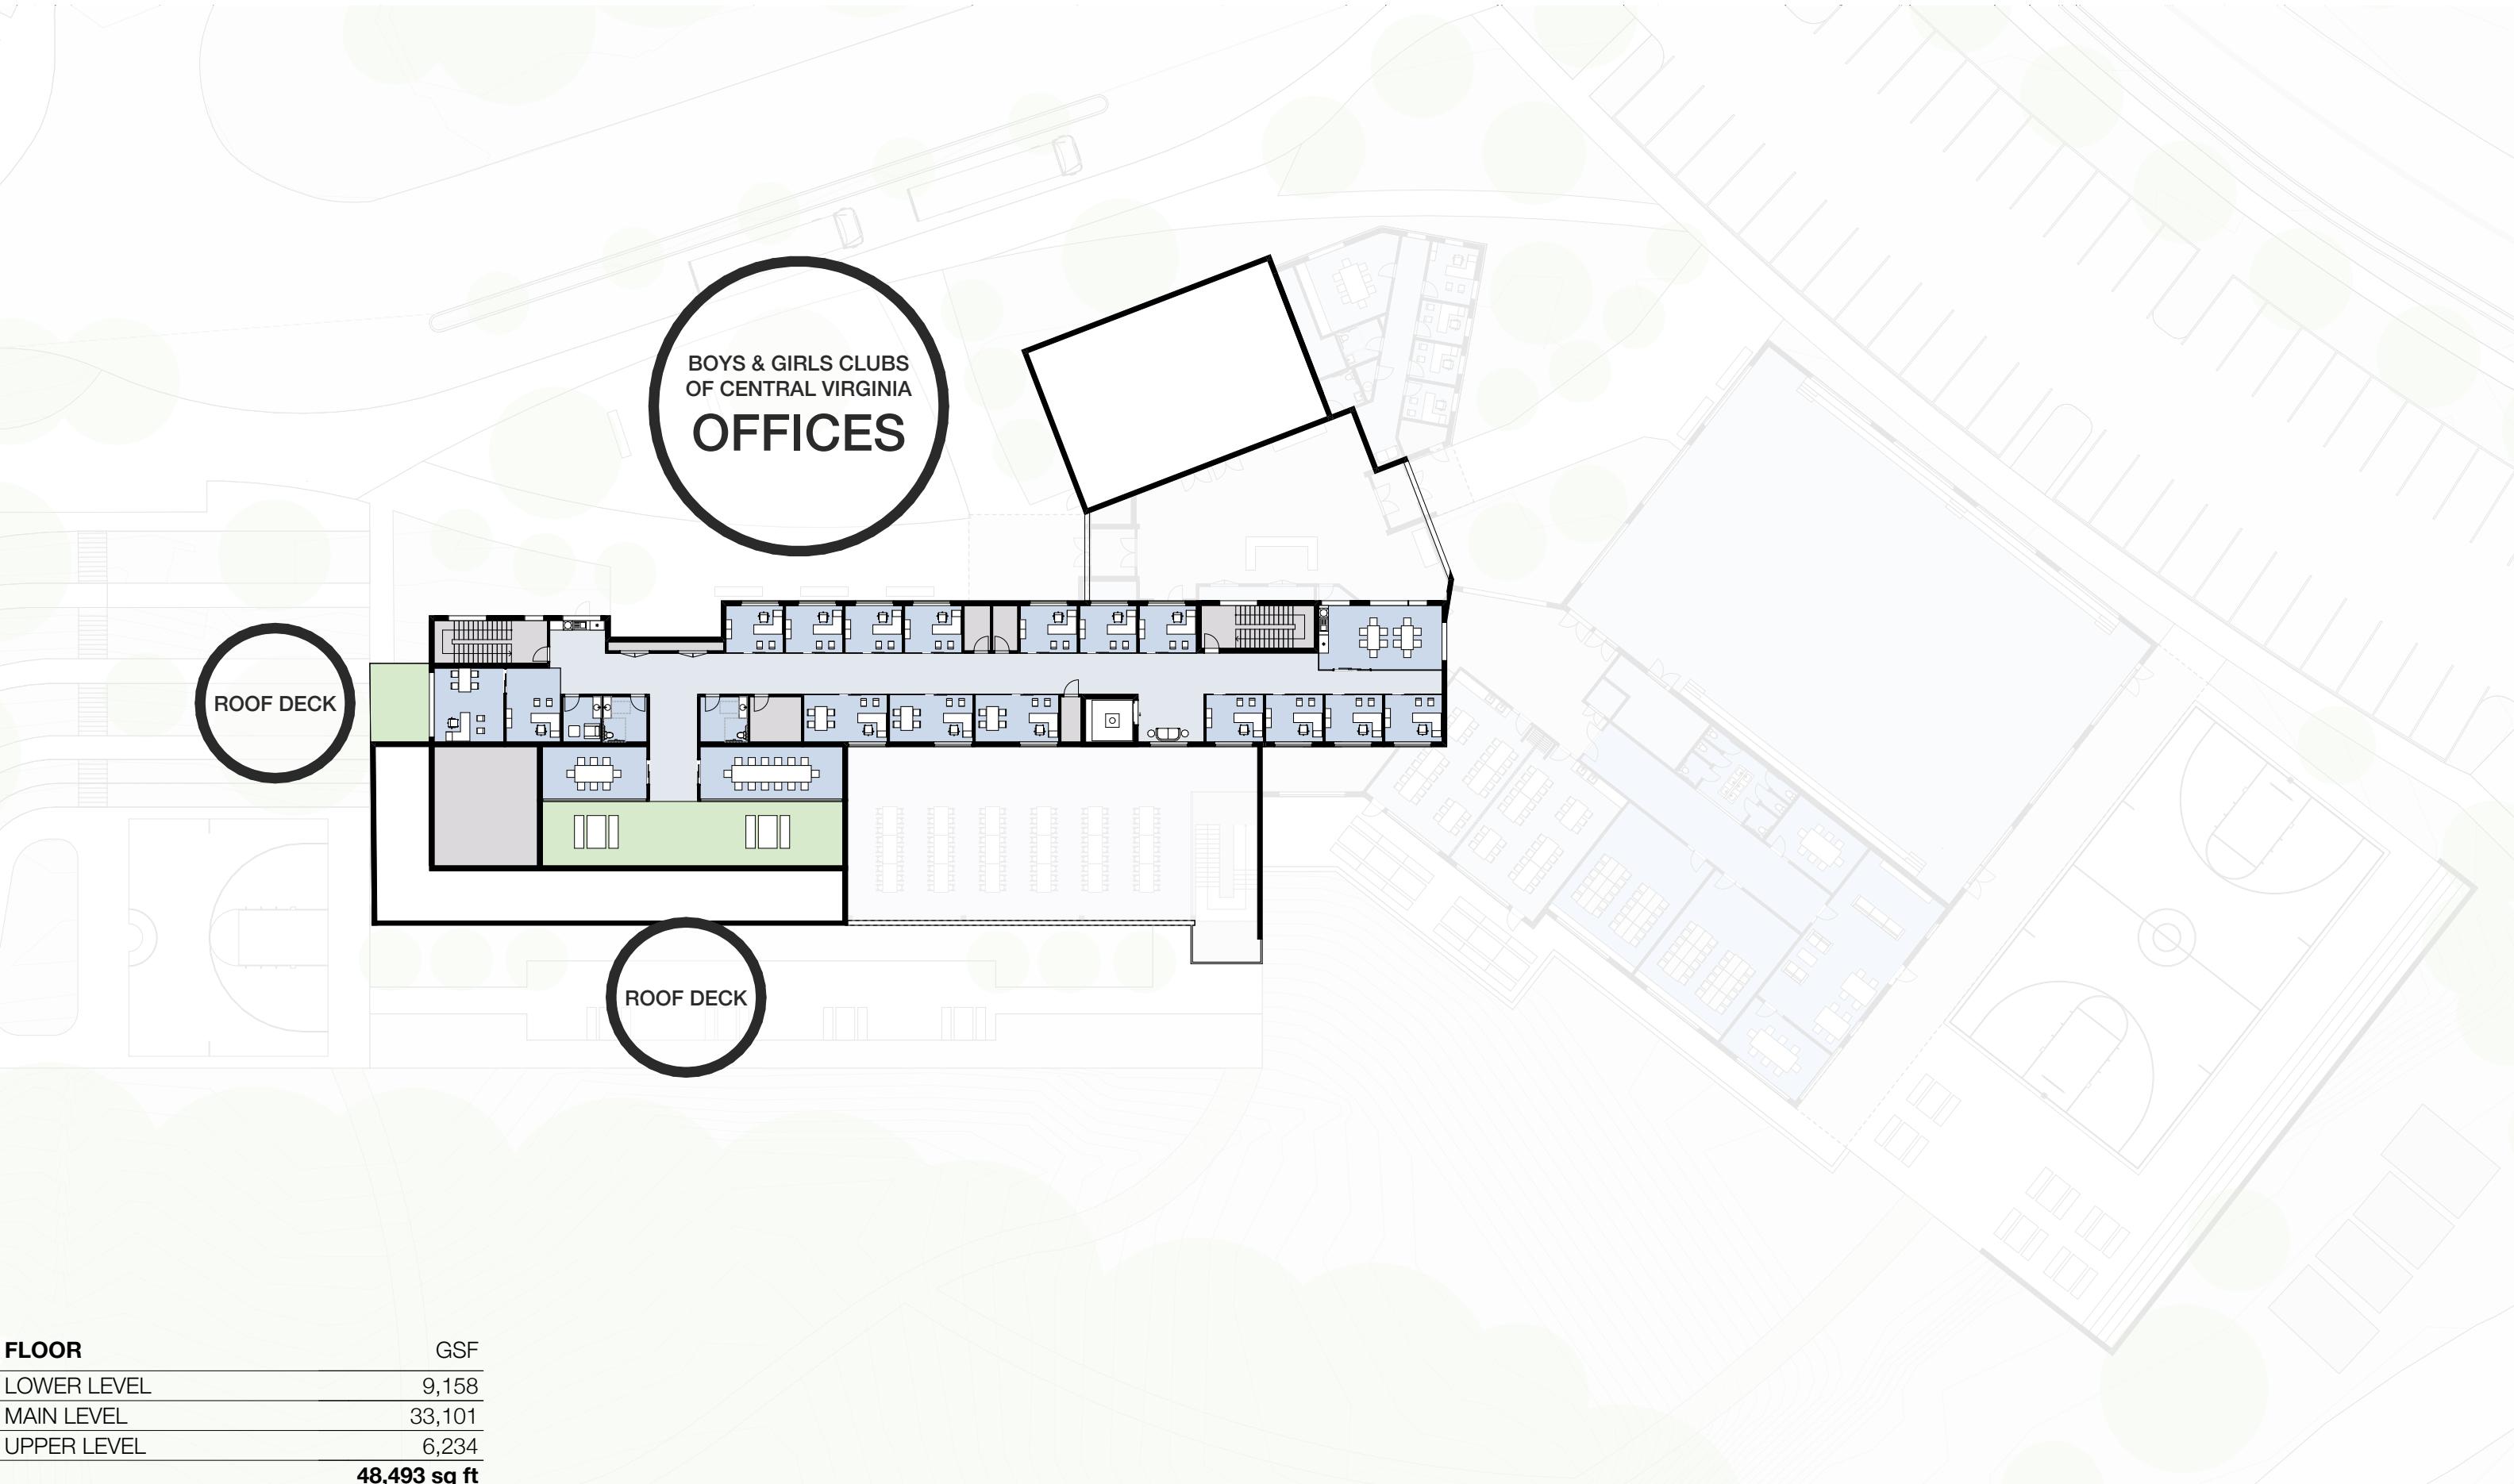 BOYS & GIRLS CLUBS
OF CENTRAL VIRGINIA
OFFICES
ROOF DECK
ROOF DECK
FLOOR GSF
LOWER LEVEL 9,158
MAIN LEVEL 33,101
UPPER LEVEL 6,234
48,493 sq ft